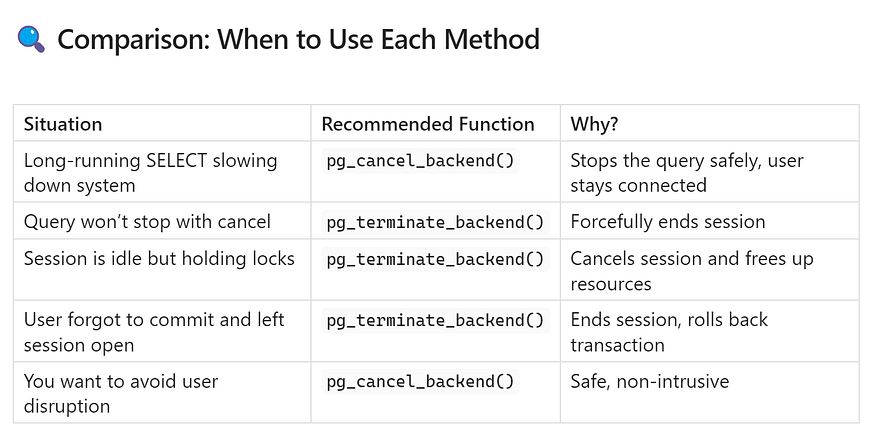 🔍 Comparison: When to Use Each Method
Situation Recommended Function Why?
Long-running SELECT slowing
down system
pg_cancel_backend()
Stops the query safely, user
stays connected
Query won’t stop with cancel pg_terminate_backend() Forcefully ends session
Session is idle but holding locks pg_terminate_backend()
Cancels session and frees up
resources
User forgot to commit and left
session open
pg_terminate_backend()
Ends session, rolls back
transaction
You want to avoid user
disruption
pg_cancel_backend()
Safe, non-intrusive